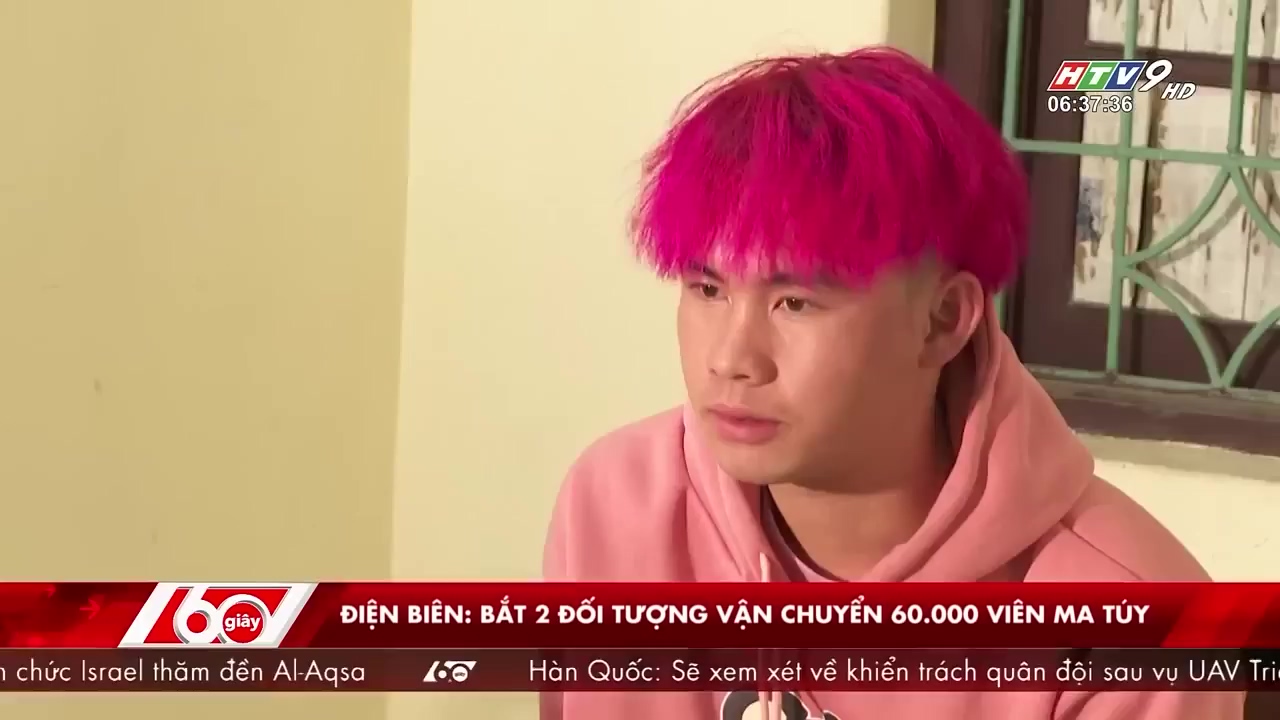 HTV9 HD
06:37:36
60 giây
ĐIỆN BIÊN: BẮT 2 ĐỐI TƯỢNG VẬN CHUYỂN 60.000 VIÊN MA TÚY
chức Israel thăm đền Al-Aqsa 60 giây Hàn Quốc: Sẽ xem xét về khiển trách quân đội sau vụ UAV